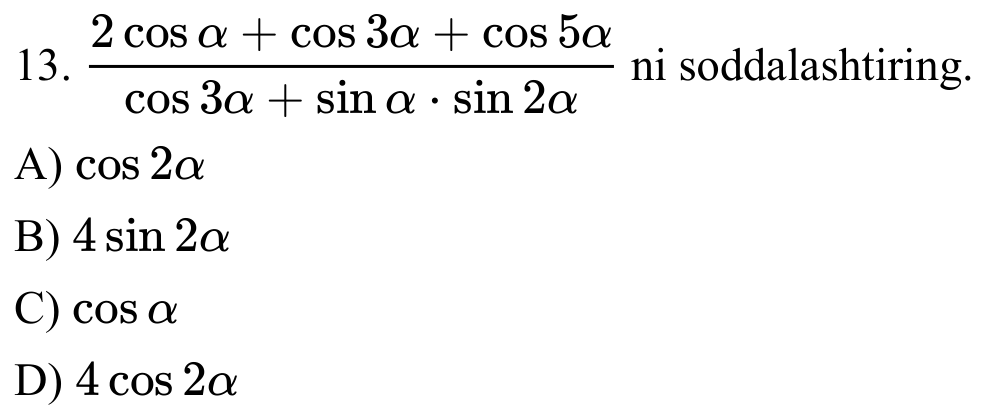 13. \frac{2 \cos α + \cos 3α + \cos 5α}{\cos 3α + \sin α · \sin 2α} ni soddalashtiring.
A) cos 2α
B) 4 sin 2α
C) cos α
D) 4 cos 2α